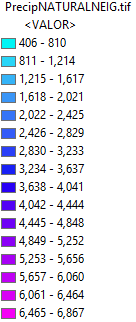 PrecipNATURALNEIG.tif
<VALOR>
406 - 810
811 - 1,214
1,215 - 1,617
1,618 - 2,021
2,022 - 2,425
2,426 - 2,829
2,830 - 3,233
3,234 - 3,637
3,638 - 4,041
4,042 - 4,444
4,445 - 4,848
4,849 - 5,252
5,253 - 5,656
5,657 - 6,060
6,061 - 6,464
6,465 - 6,867